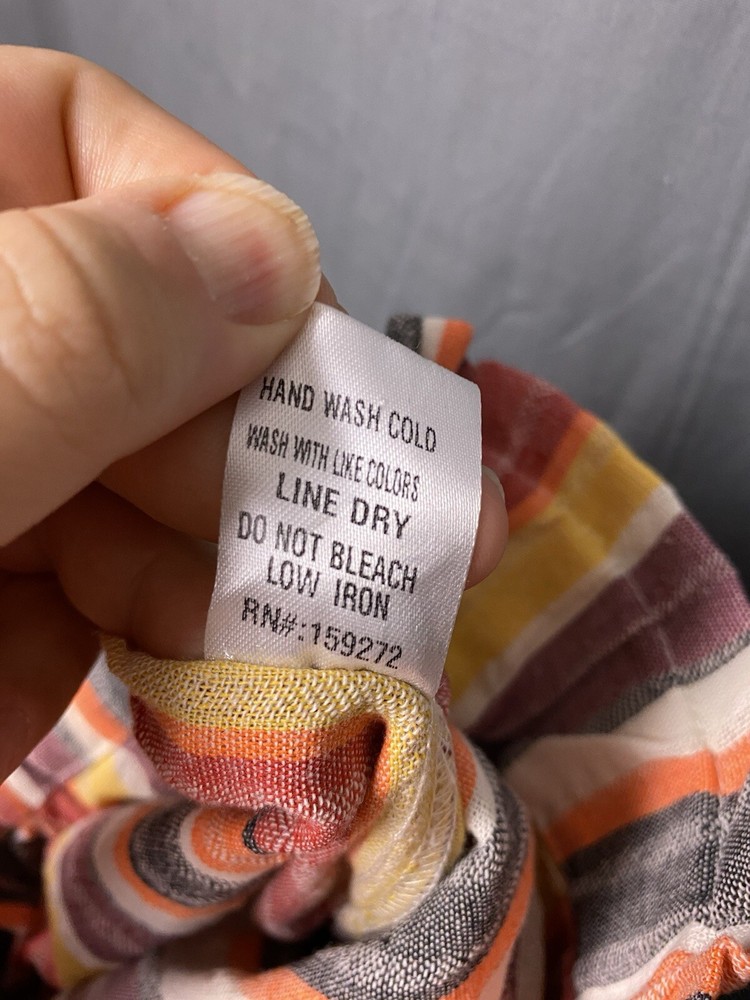 HAND WASH COLD
WASH WITH LIKE COLORS
LINE DRY
DO NOT BLEACH
LOW IRON
RN#:159272